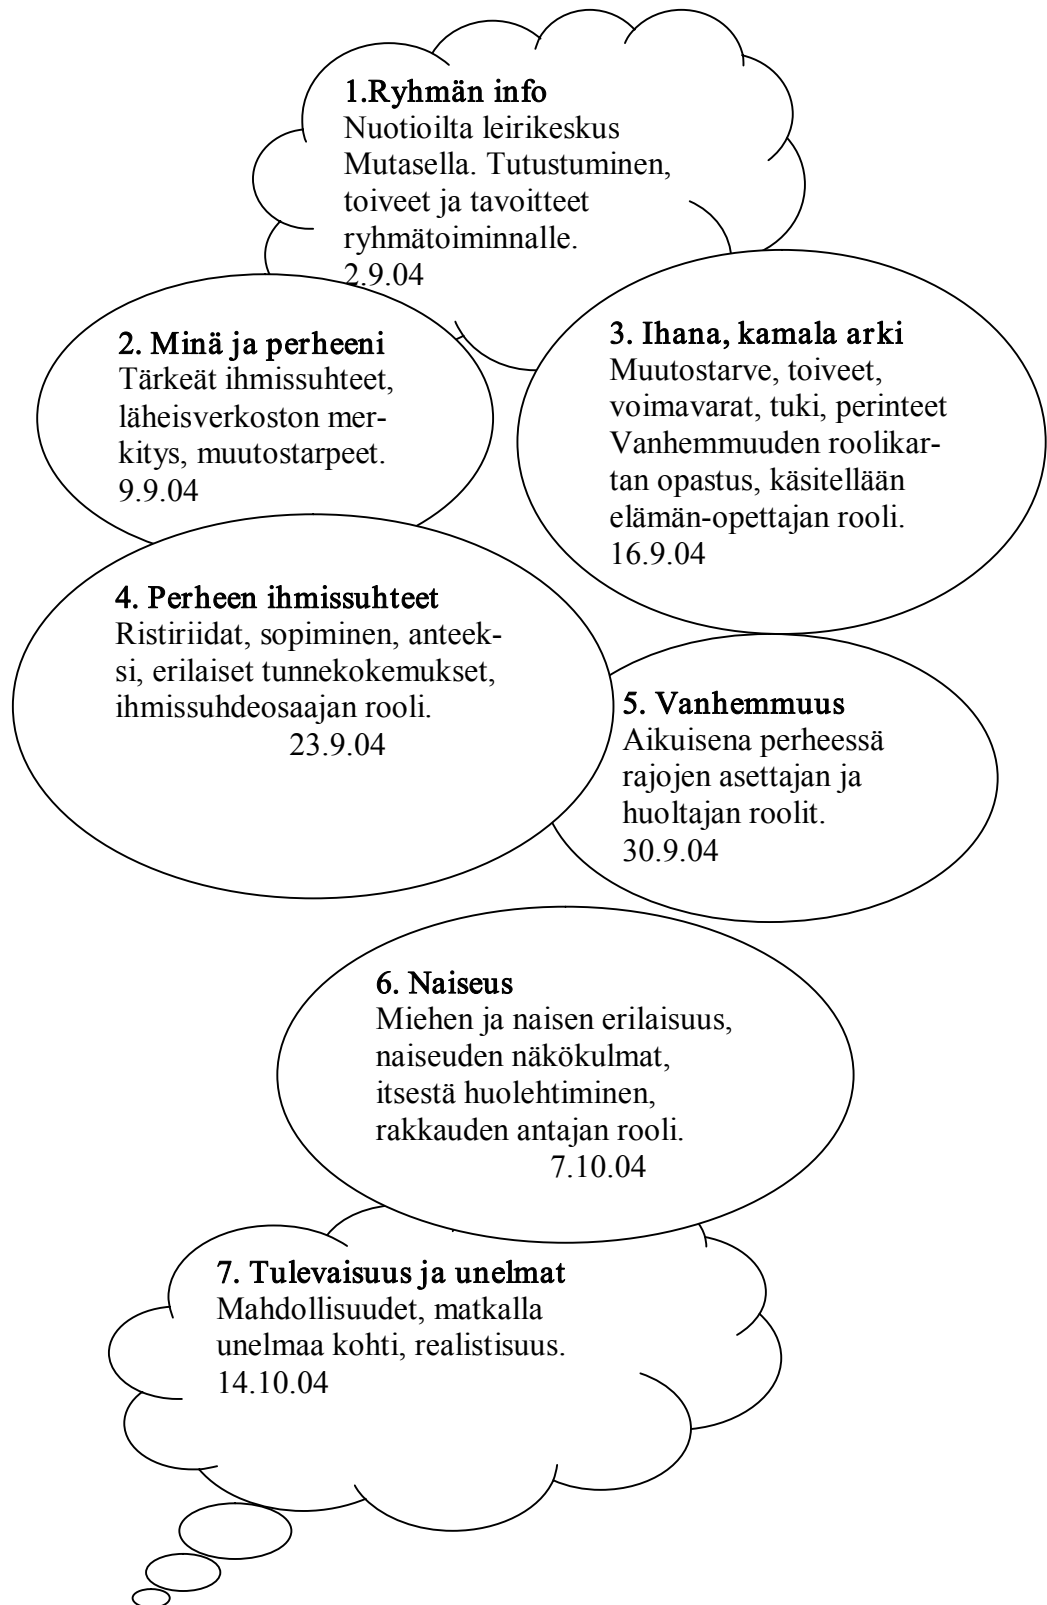 1.Ryhmän info
Nuotioilta leirikeskus
Mutasella. Tutustuminen,
toiveet ja tavoitteet
ryhmätoiminnalle.
2.9.04
2. Minä ja perheeni
Tärkeät ihmissuhteet,
läheisverkoston mer-
kitys, muutostarpeet.
9.9.04
3. Ihana, kamala arki
Muutostarve, toiveet,
voimavarat, tuki, perinteet
Vanhemmuuden roolikar-
tan opastus, käsitellään
elämän-opettajan rooli.
16.9.04
4. Perheen ihmissuhteet
Ristiriidat, sopiminen, anteek-
si, erilaiset tunnekokemukset,
ihmissuhdeosaajan rooli.
23.9.04
5. Vanhemmuus
Aikuisena perheessä
rajojen asettajan ja
huoltajan roolit.
30.9.04
6. Naiseus
Miehen ja naisen erilaisuus,
naiseuden näkökulmat,
itsestä huolehtiminen,
rakkauden antajan rooli.
7.10.04
7. Tulevaisuus ja unelmat
Mahdollisuudet, matkalla
unelmaa kohti, realistisuus.
14.10.04